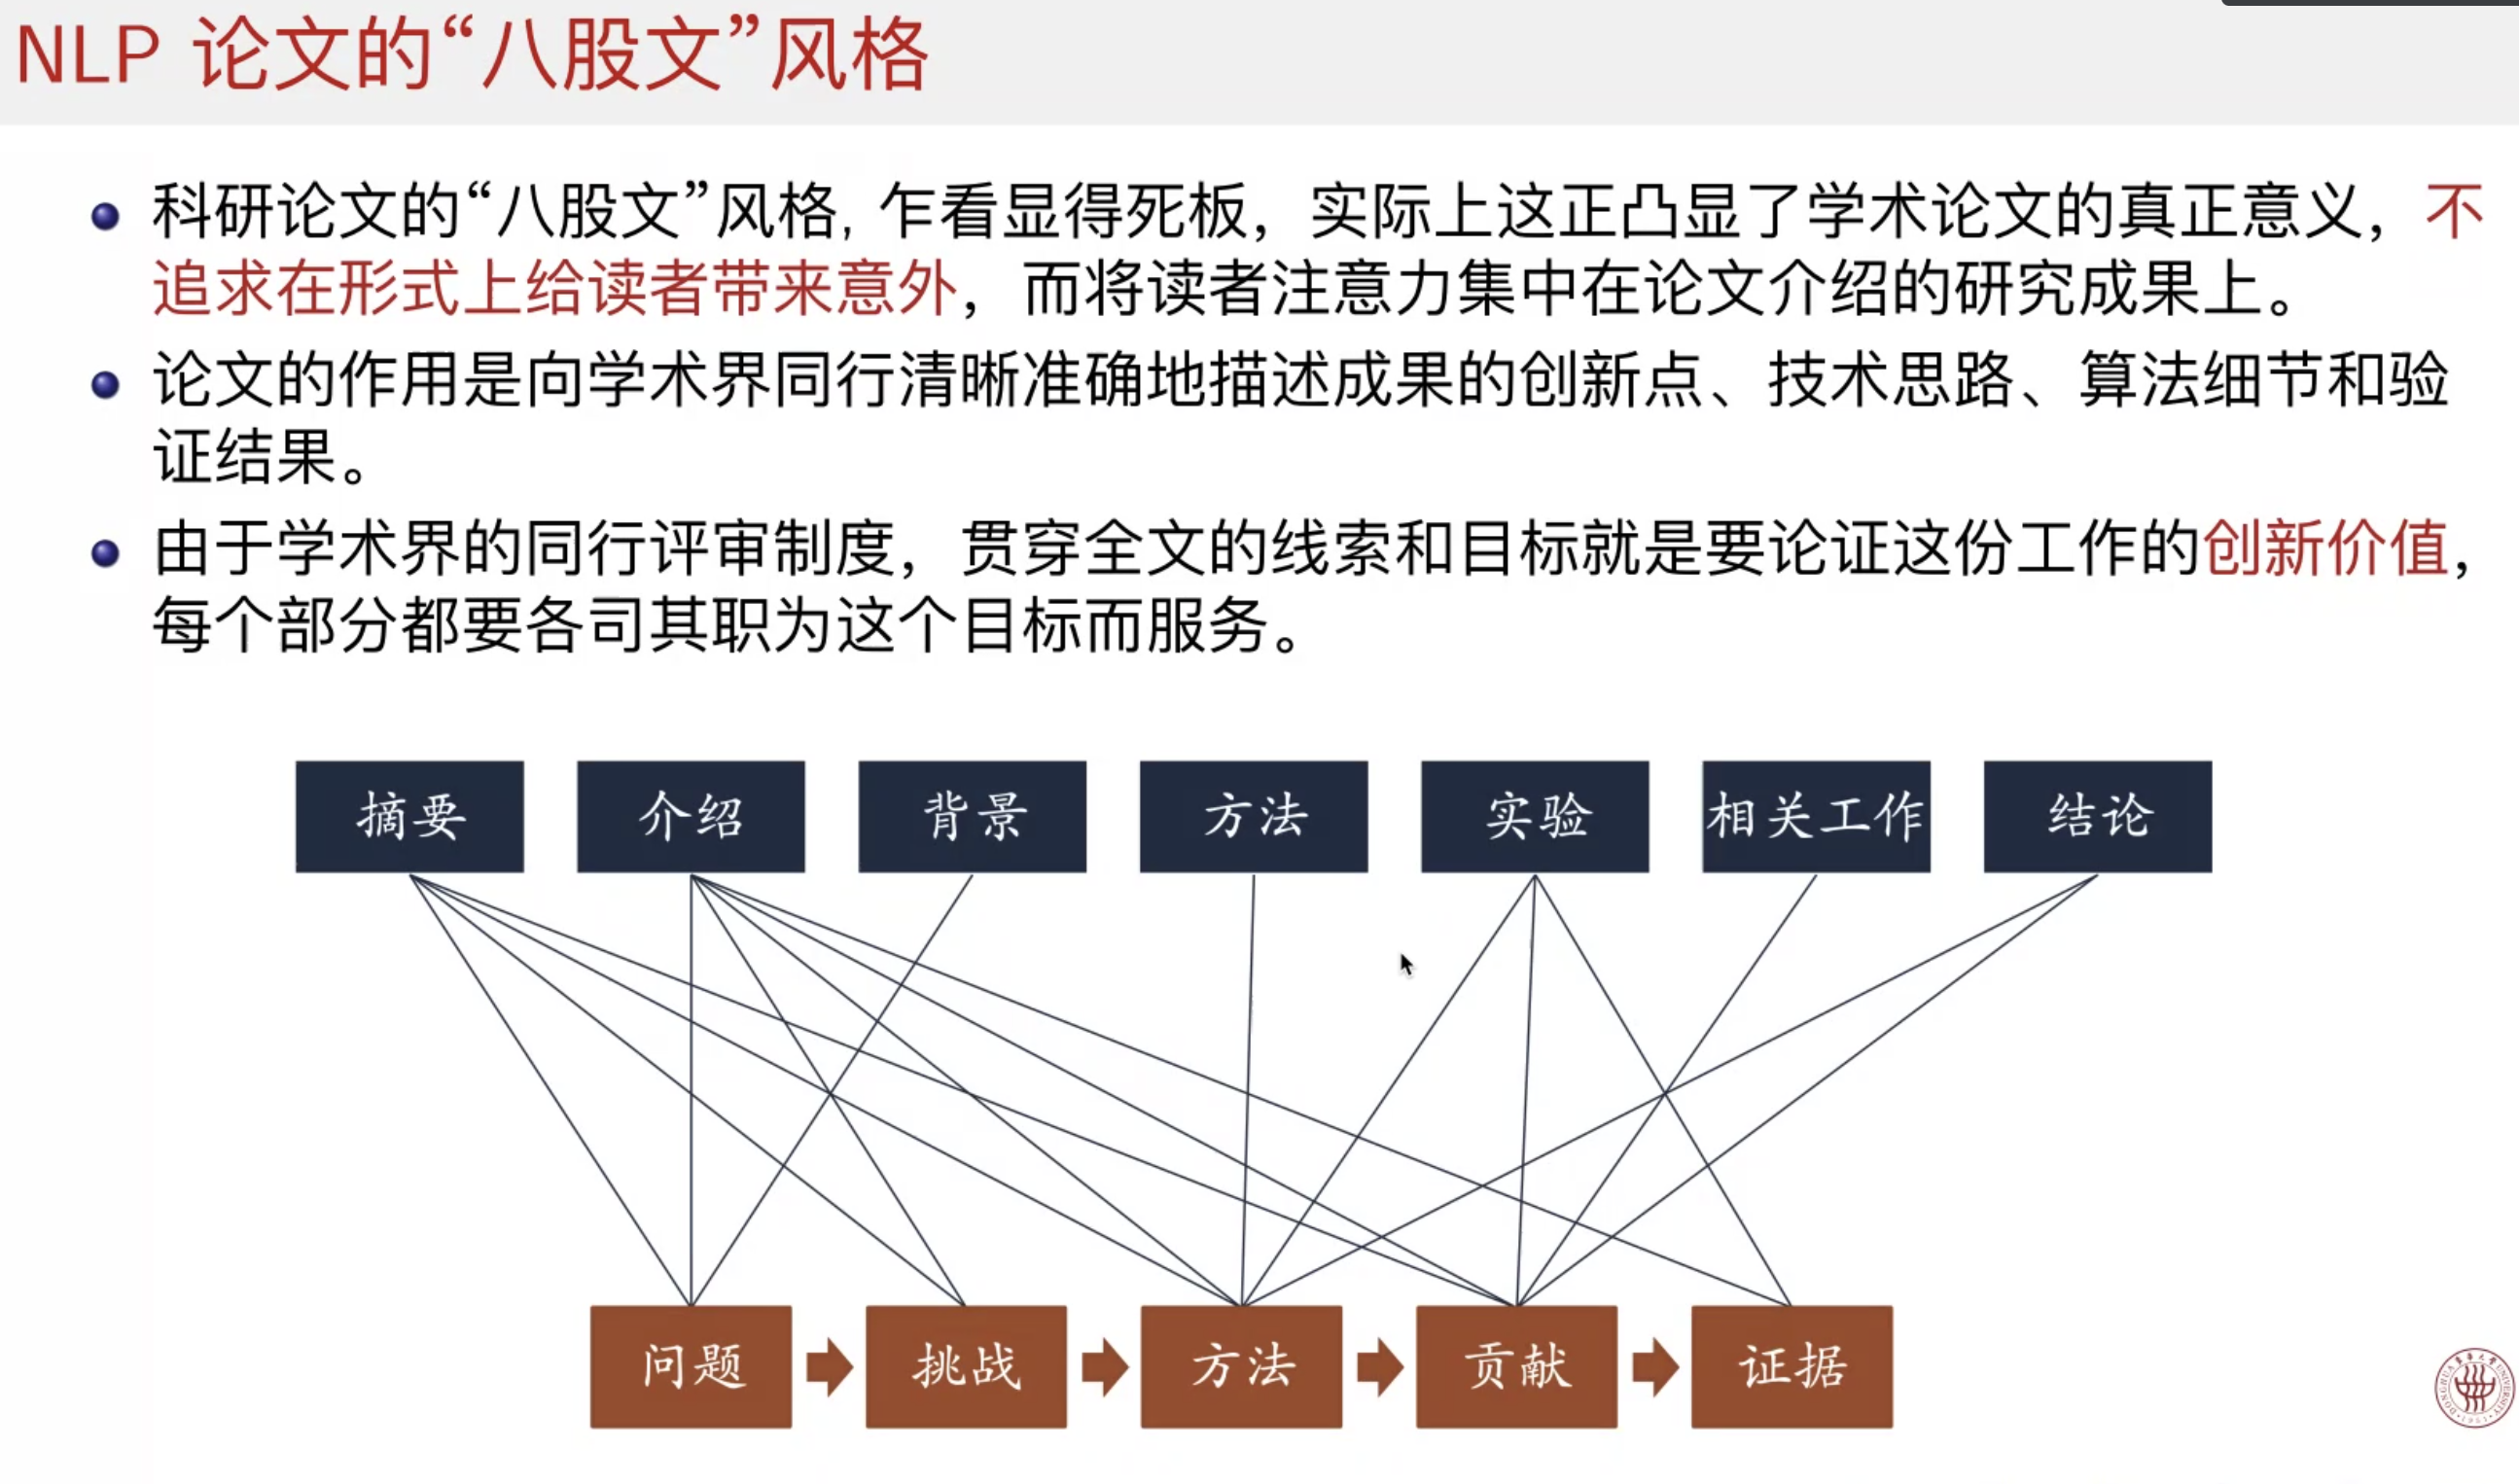 NLP 论文的“八股文”风格
科研论文的“八股文”风格, 乍看显得死板，实际上这正凸显了学术论文的真正意义，不
追求在形式上给读者带来意外，而将读者注意力集中在论文介绍的研究成果上。
论文的作用是向学术界同行清晰准确地描述成果的创新点、技术思路、算法细节和验
证结果。
由于学术界的同行评审制度，贯穿全文的线索和目标就是要论证这份工作的创新价值，
每个部分都要各司其职为这个目标而服务。
摘要
介绍
背景
方法
实验
相关工作
结论
问题
挑战
方法
贡献
证据
DONGHUA UNIVERSITY
1951